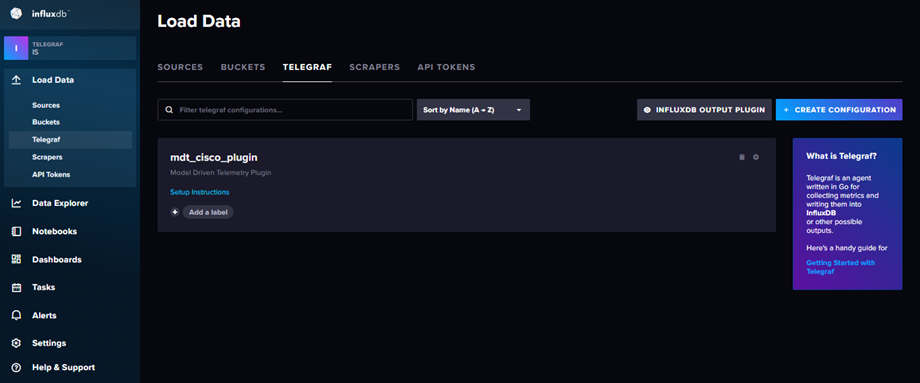 influxdb™
I
TELEGRAF
IS
Load Data
Sources
Buckets
Telegraf
Scrapers
API Tokens
Data Explorer
Notebooks
Dashboards
Tasks
Alerts
Settings
Help & Support
Load Data
SOURCES BUCKETS TELEGRAF SCRAPERS API TOKENS
Filter telegraf configurations...
Sort by Name (A → Z)
INFLUXDB OUTPUT PLUGIN
+ CREATE CONFIGURATION
mdt_cisco_plugin
Model Driven Telemetry Plugin
Setup Instructions
+ Add a label
What is Telegraf?
Telegraf is an agent
written in Go for
collecting metrics and
writing them into
InfluxDB
or other possible
outputs.
Here's a handy guide for
Getting Started with
Telegraf